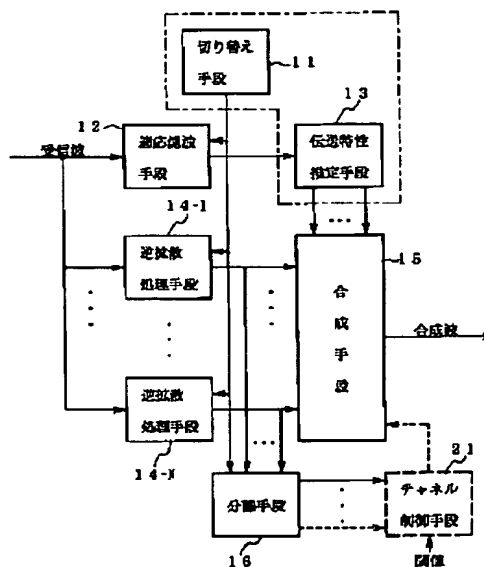 切り替え
手段
11
12
13
受信波
適応濾波
手段
伝送特性
推定手段
14-1
逆拡散
処理手段
15
合
成
手
段
合成波
逆拡散
処理手段
14-N
21
分離手段
チャネル
制御手段
16
閾値